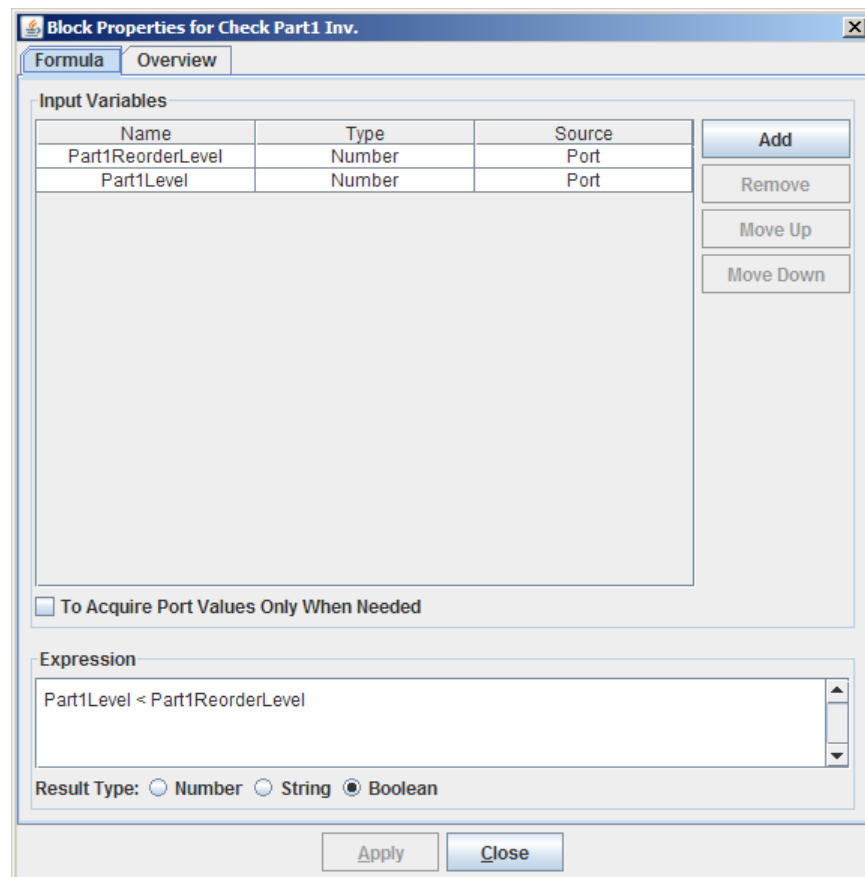 Block Properties for Check Part1 Inv.
Formula Overview
Input Variables
Name Type Source
Part1ReorderLevel Number Port
Part1Level Number Port
Add
Remove
Move Up
Move Down
To Acquire Port Values Only When Needed
Expression
Part1Level < Part1ReorderLevel
Result Type: Number String Boolean
Apply Close